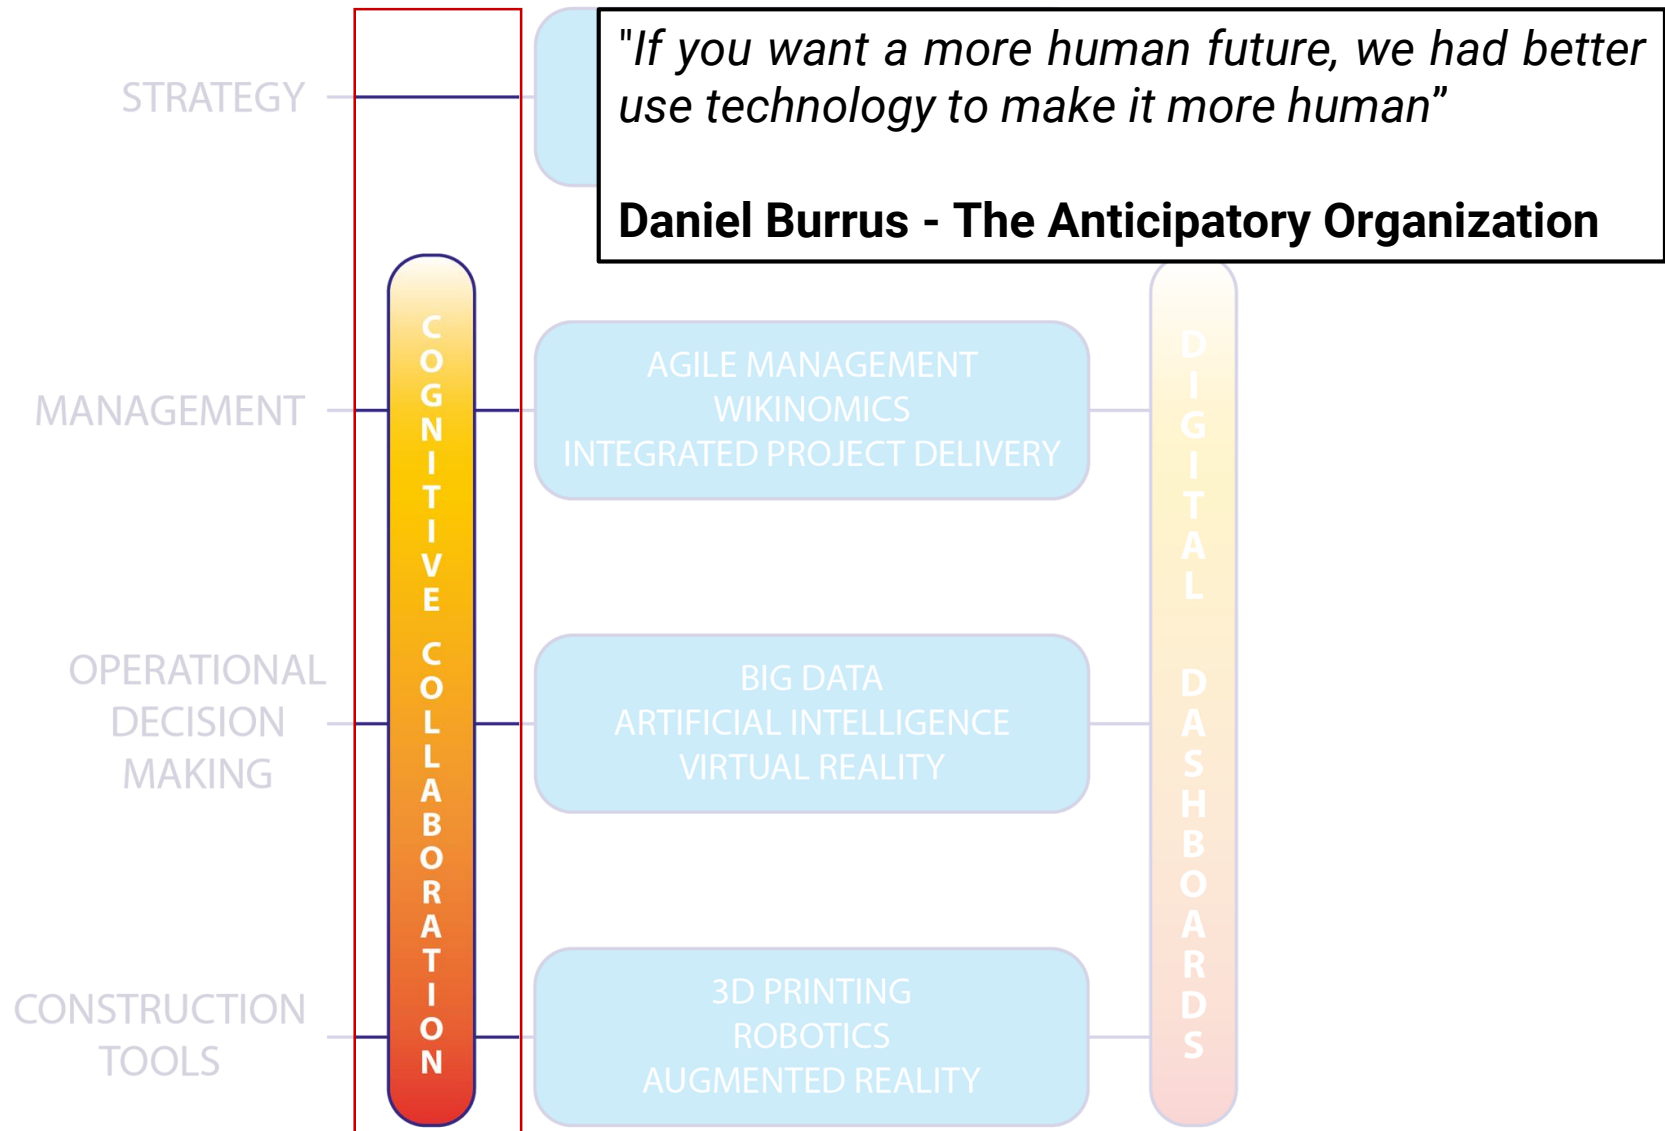 "If you want a more human future, we had better
use technology to make it more human”
Daniel Burrus - The Anticipatory Organization
STRATEGY
MANAGEMENT
OPERATIONAL
DECISION
MAKING
CONSTRUCTION
TOOLS
COGNITIVE COLLABORATION
AGILE MANAGEMENT
WIKINOMICS
INTEGRATED PROJECT DELIVERY
BIG DATA
ARTIFICIAL INTELLIGENCE
VIRTUAL REALITY
3D PRINTING
ROBOTICS
AUGMENTED REALITY
DIGITAL DASHBOARDS